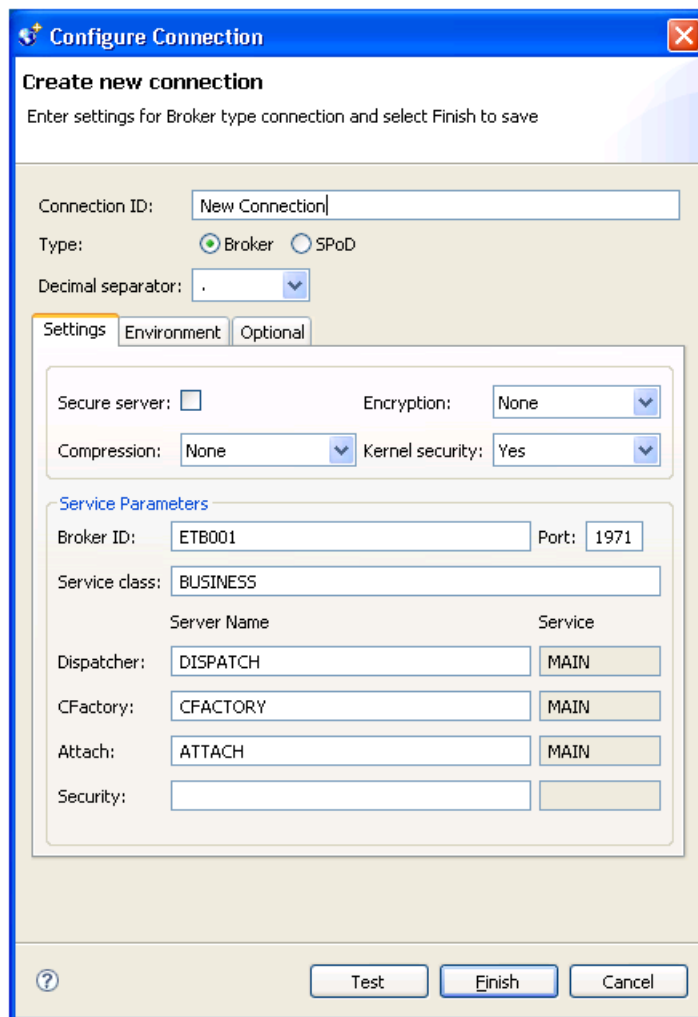 Configure Connection
Create new connection
Enter settings for Broker type connection and select Finish to save
Connection ID: New Connection
Type: Broker SPoD
Decimal separator: .
Settings Environment Optional
Secure server: Encryption: None
Compression: None Kernel security: Yes
Service Parameters
Broker ID: ETB001 Port: 1971
Service class: BUSINESS
Server Name Service
Dispatcher: DISPATCH MAIN
CFactory: CFACTORY MAIN
Attach: ATTACH MAIN
Security:
? Test Finish Cancel